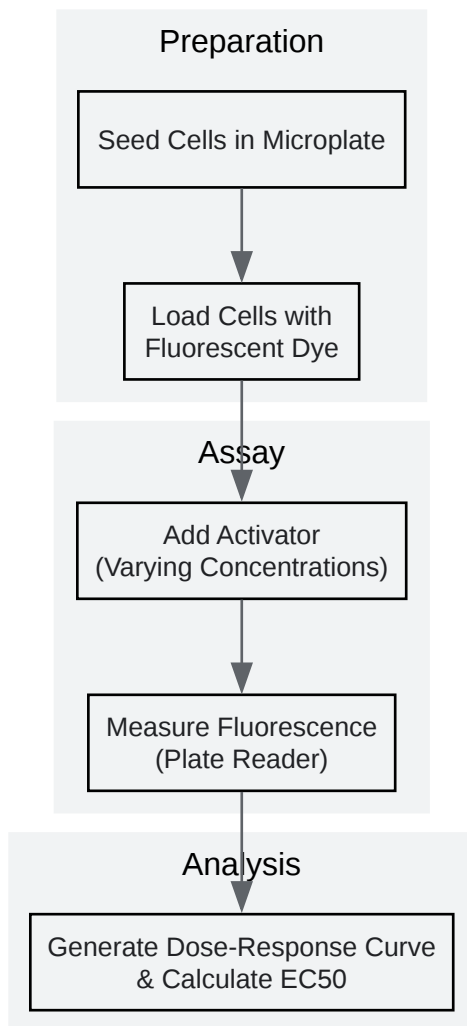 Preparation
Seed Cells in Microplate
Load Cells with
Fluorescent Dye
Assay
Add Activator
(Varying Concentrations)
Measure Fluorescence
(Plate Reader)
Analysis
Generate Dose-Response Curve
& Calculate EC50